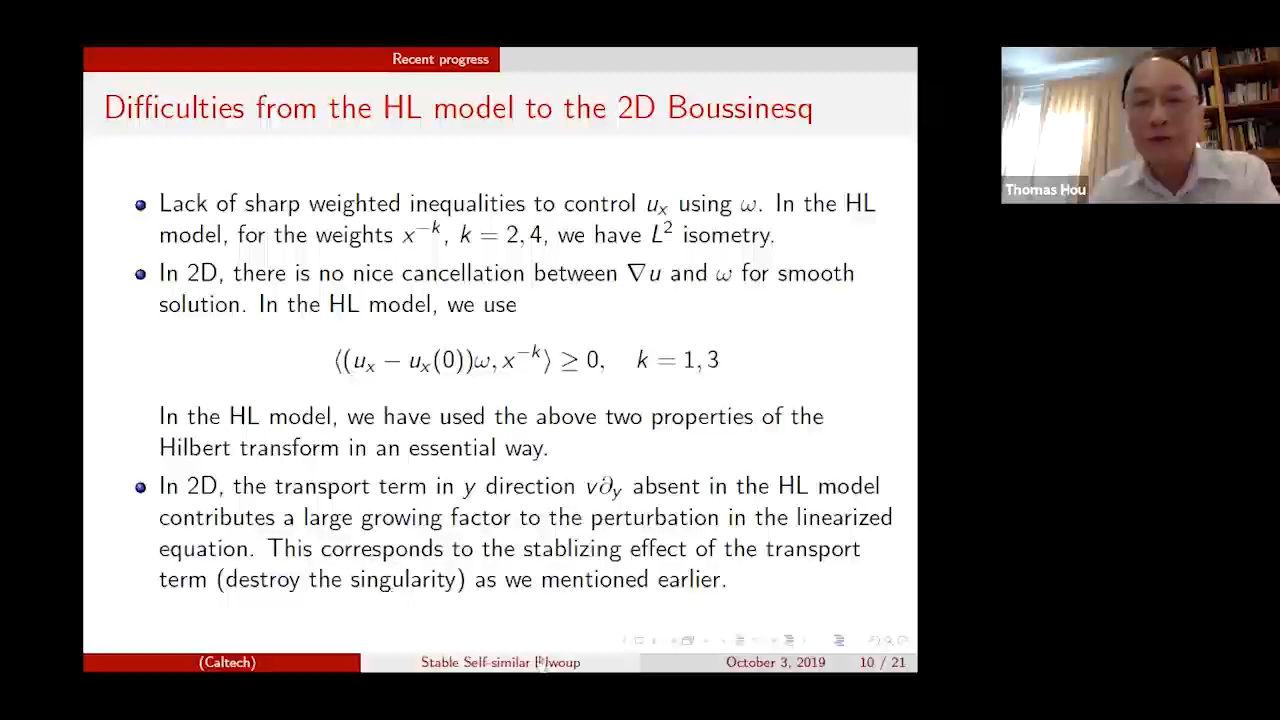 Recent progress
Difficulties from the HL model to the 2D Boussinesq
Lack of sharp weighted inequalities to control uₓ using ω. In the HL
model, for the weights x⁻ᵏ, k = 2, 4, we have L² isometry.
In 2D, there is no nice cancellation between ∇u and ω for smooth
solution. In the HL model, we use
⟨(uₓ − uₓ(0))ω, x⁻ᵏ⟩ ≥ 0, k = 1, 3
In the HL model, we have used the above two properties of the
Hilbert transform in an essential way.
In 2D, the transport term in y direction v∂ᵧ absent in the HL model
contributes a large growing factor to the perturbation in the linearized
equation. This corresponds to the stablizing effect of the transport
term (destroy the singularity) as we mentioned earlier.
(Caltech)
Stable Self-similar Blwoup
October 3, 2019
10 / 21
Thomas Hou